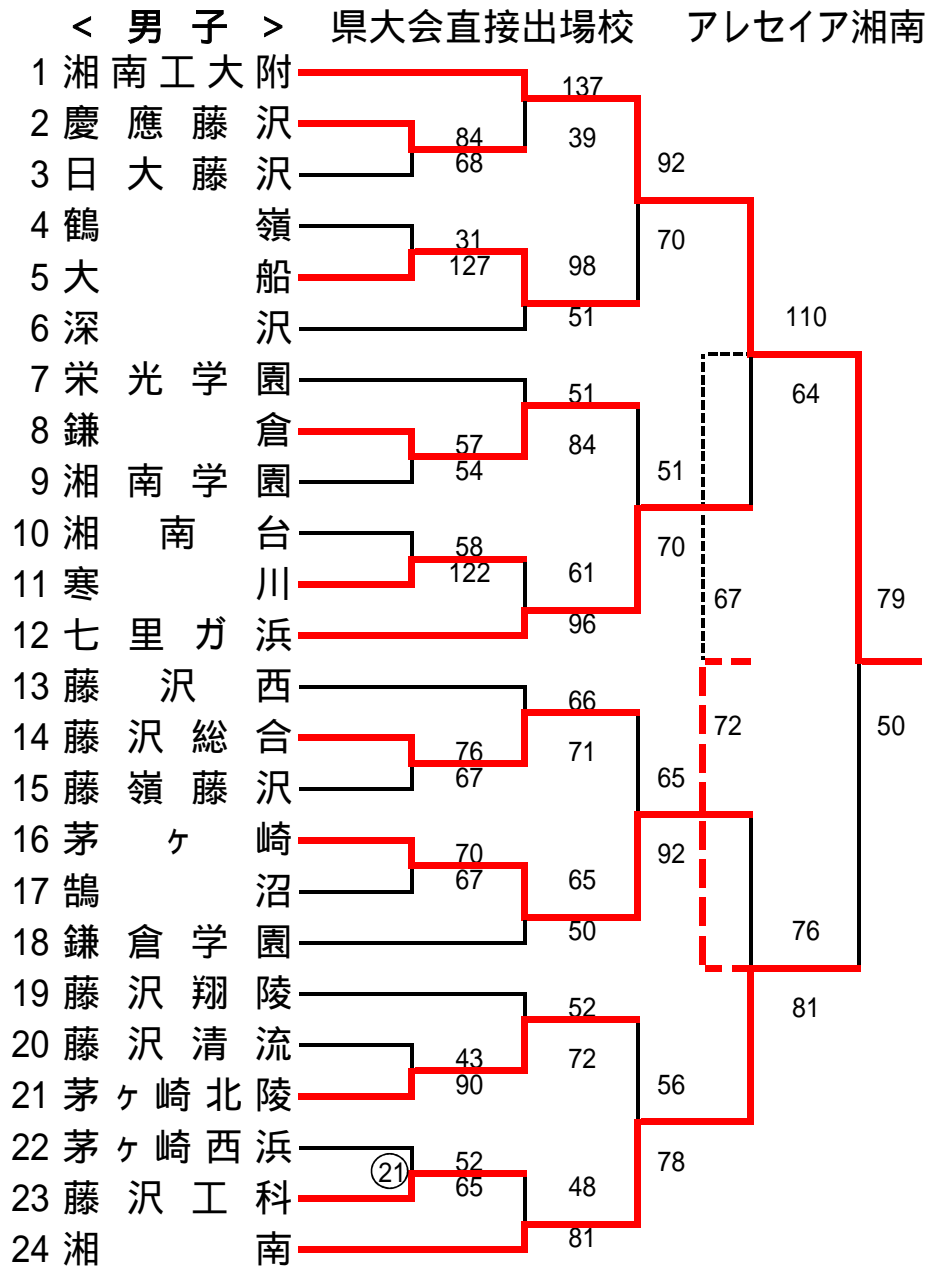 < 男 子 > 県大会直接出場校 アレセイア湘南
1 湘南工大附
137
2 慶應藤沢
84 39
3 日大藤沢
68 92
4 鶴嶺
31 70
5 大船
127 98
6 深沢
51 110
7 栄光学園
51 64
8 鎌倉
57 84
9 湘南学園
54 51
10 湘南台
58 70
11 寒川
122 61 67 79
12 七里ガ浜
96
13 藤沢西
66
14 藤沢総合
76 71 72 50
15 藤嶺藤沢
67 65
16 茅ヶ崎
70 92
17 鵠沼
67 65
18 鎌倉学園
50 76
19 藤沢翔陵
52 81
20 藤沢清流
43 72
21 茅ヶ崎北陵
90 56
22 茅ヶ崎西浜
㉑ 52 78
23 藤沢工科
65 48
24 湘南
81